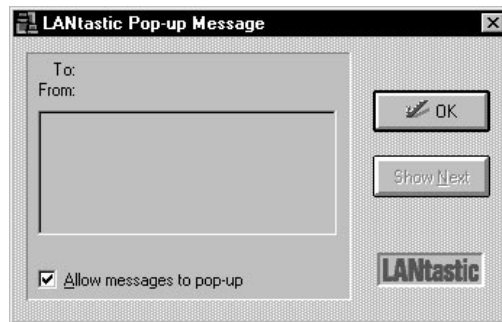 LANtastic Pop-up Message
To:
From:
OK
Show Next
Allow messages to pop-up
LANtastic